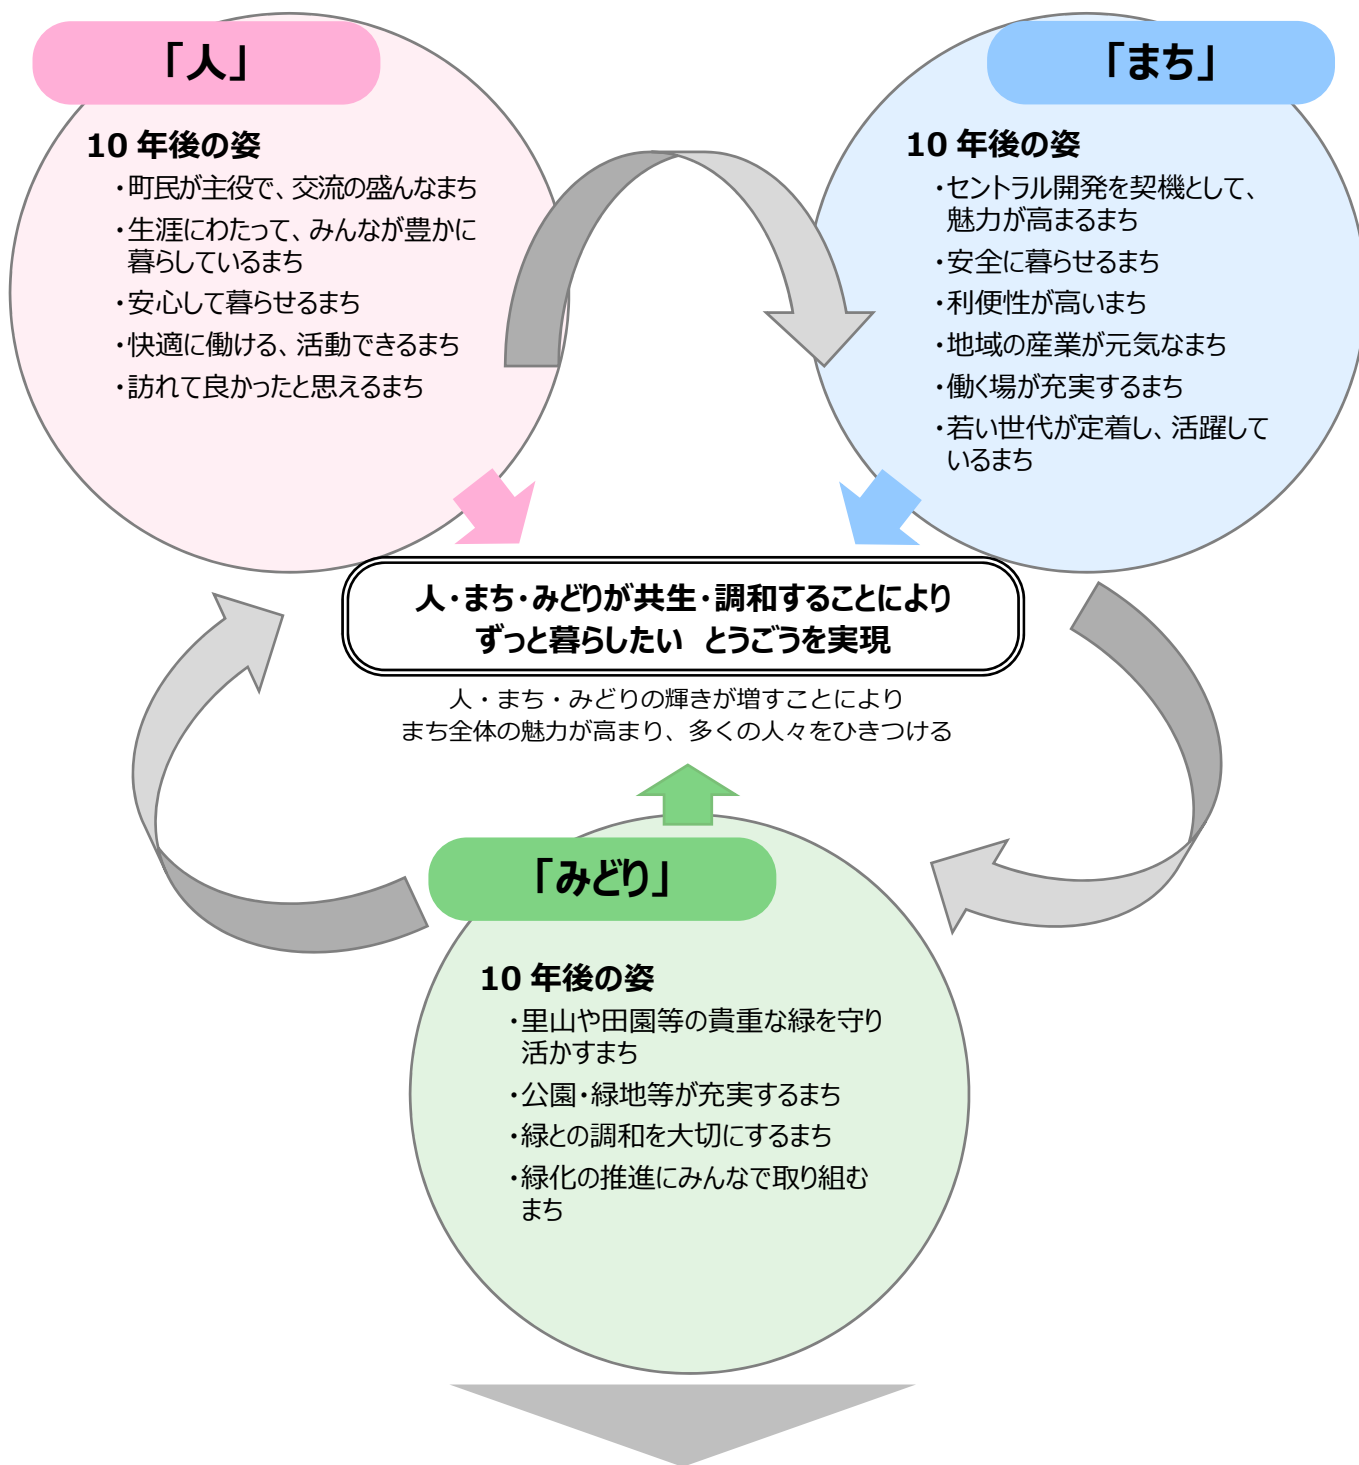 「人」
10 年後の姿
・町民が主役で、交流の盛んなまち
・生涯にわたって、みんなが豊かに
暮らしているまち
・安心して暮らせるまち
・快適に働ける、活動できるまち
・訪れて良かったと思えるまち
「まち」
10 年後の姿
・セントラル開発を契機として、
魅力が高まるまち
・安全に暮らせるまち
・利便性が高いまち
・地域の産業が元気なまち
・働く場が充実するまち
・若い世代が定着し、活躍して
いるまち
人・まち・みどりが共生・調和することにより
ずっと暮らしたい　とうごうを実現
人・まち・みどりの輝きが増すことにより
まち全体の魅力が高まり、多くの人々をひきつける
「みどり」
10 年後の姿
・里山や田園等の貴重な緑を守り
活かすまち
・公園・緑地等が充実するまち
・緑との調和を大切にするまち
・緑化の推進にみんなで取り組む
まち